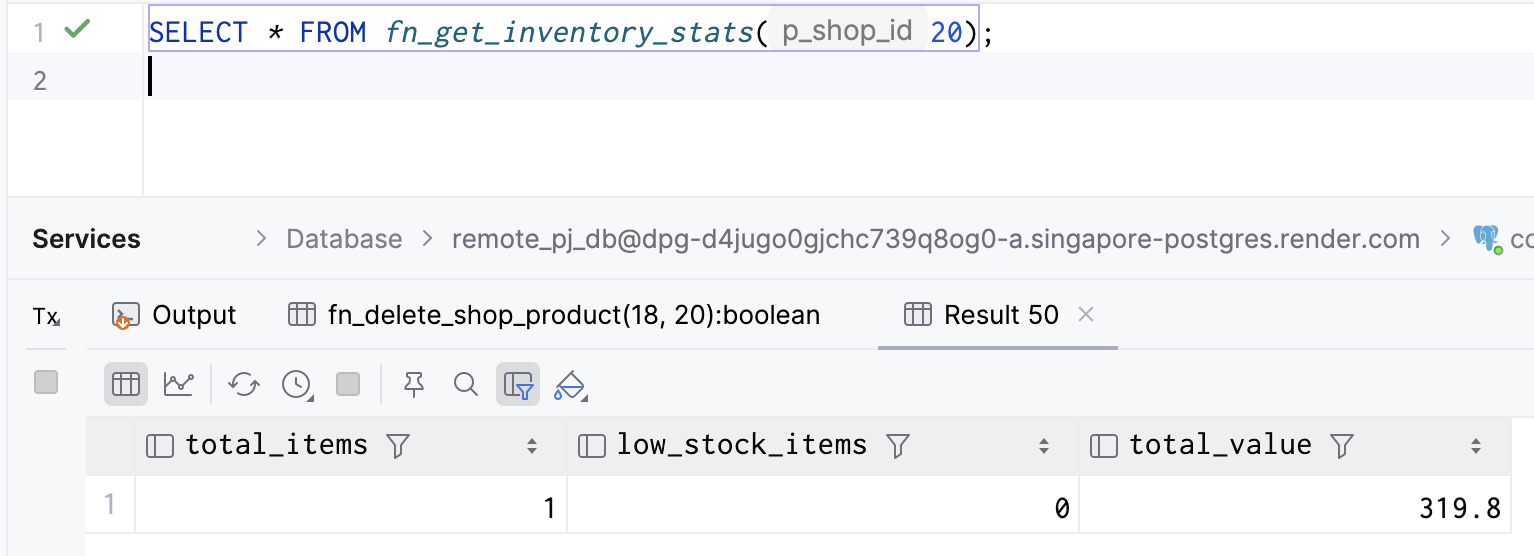 1 SELECT * FROM fn_get_inventory_stats( p_shop_id 20);
2
Services > Database > remote_pj_db@dpg-d4jugo0gjchc739q8og0-a.singapore-postgres.render.com >
Tx Output fn_delete_shop_product(18, 20):boolean Result 50
total_items low_stock_items total_value
1 1 0 319.8